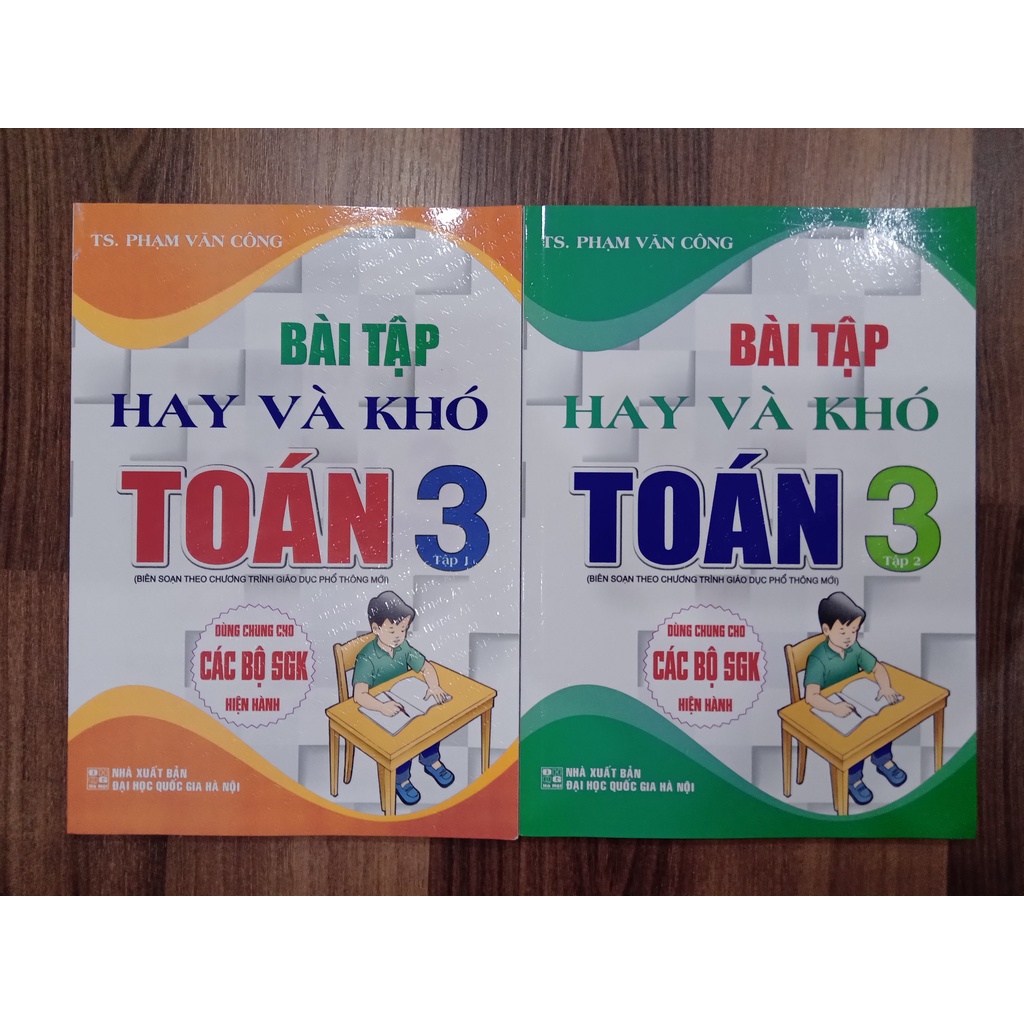 TS. PHẠM VĂN CÔNG
BÀI TẬP
HAY VÀ KHÓ
TOÁN 3
Tập 1
(BIÊN SOẠN THEO CHƯƠNG TRÌNH GIÁO DỤC PHỔ THÔNG MỚI)
DÙNG CHUNG CHO
CÁC BỘ SGK
HIỆN HÀNH
NHÀ XUẤT BẢN
ĐẠI HỌC QUỐC GIA HÀ NỘI
TS. PHẠM VĂN CÔNG
BÀI TẬP
HAY VÀ KHÓ
TOÁN 3
Tập 2
(BIÊN SOẠN THEO CHƯƠNG TRÌNH GIÁO DỤC PHỔ THÔNG MỚI)
DÙNG CHUNG CHO
CÁC BỘ SGK
HIỆN HÀNH
NHÀ XUẤT BẢN
ĐẠI HỌC QUỐC GIA HÀ NỘI